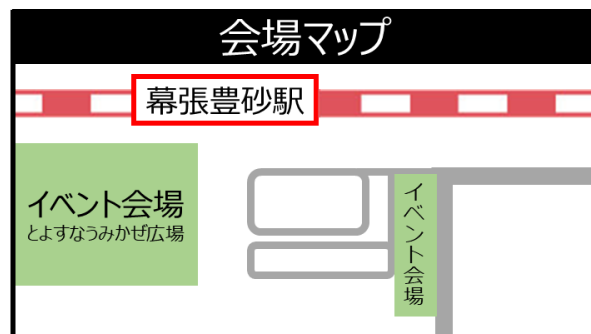 会場マップ
幕張豊砂駅
イベント会場
とよすなうみかぜ広場
イベント会場